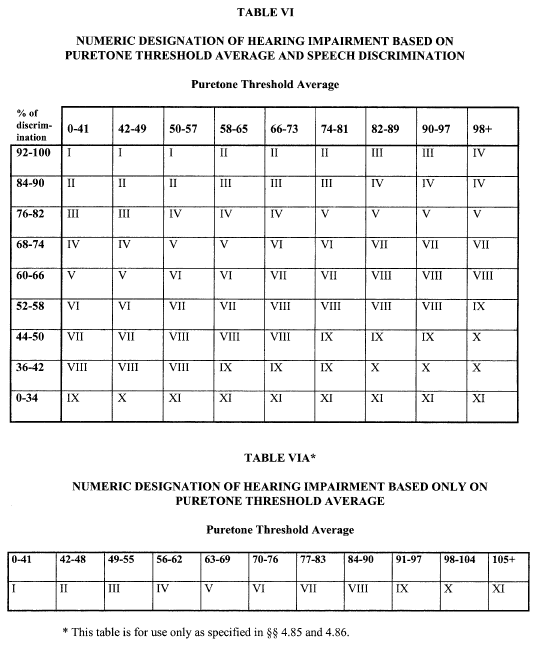 TABLE VI
NUMERIC DESIGNATION OF HEARING IMPAIRMENT BASED ON
PURETONE THRESHOLD AVERAGE AND SPEECH DISCRIMINATION
Puretone Threshold Average
% of
discrim-
ination 0-41 42-49 50-57 58-65 66-73 74-81 82-89 90-97 98+
92-100 I I I II II II III III IV
84-90 II II II III III III IV IV IV
76-82 III III IV IV IV V V V V
68-74 IV IV V V VI VI VII VII VII
60-66 V V VI VI VII VII VIII VIII VIII
52-58 VI VI VII VII VIII VIII VIII VIII IX
44-50 VII VII VIII VIII VIII IX IX IX X
36-42 VIII VIII VIII IX IX IX X X X
0-34 IX X XI XI XI XI XI XI XI
TABLE VIA*
NUMERIC DESIGNATION OF HEARING IMPAIRMENT BASED ONLY ON
PURETONE THRESHOLD AVERAGE
Puretone Threshold Average
0-41 42-48 49-55 56-62 63-69 70-76 77-83 84-90 91-97 98-104 105+
I II III IV V VI VII VIII IX X XI
* This table is for use only as specified in §§ 4.85 and 4.86.